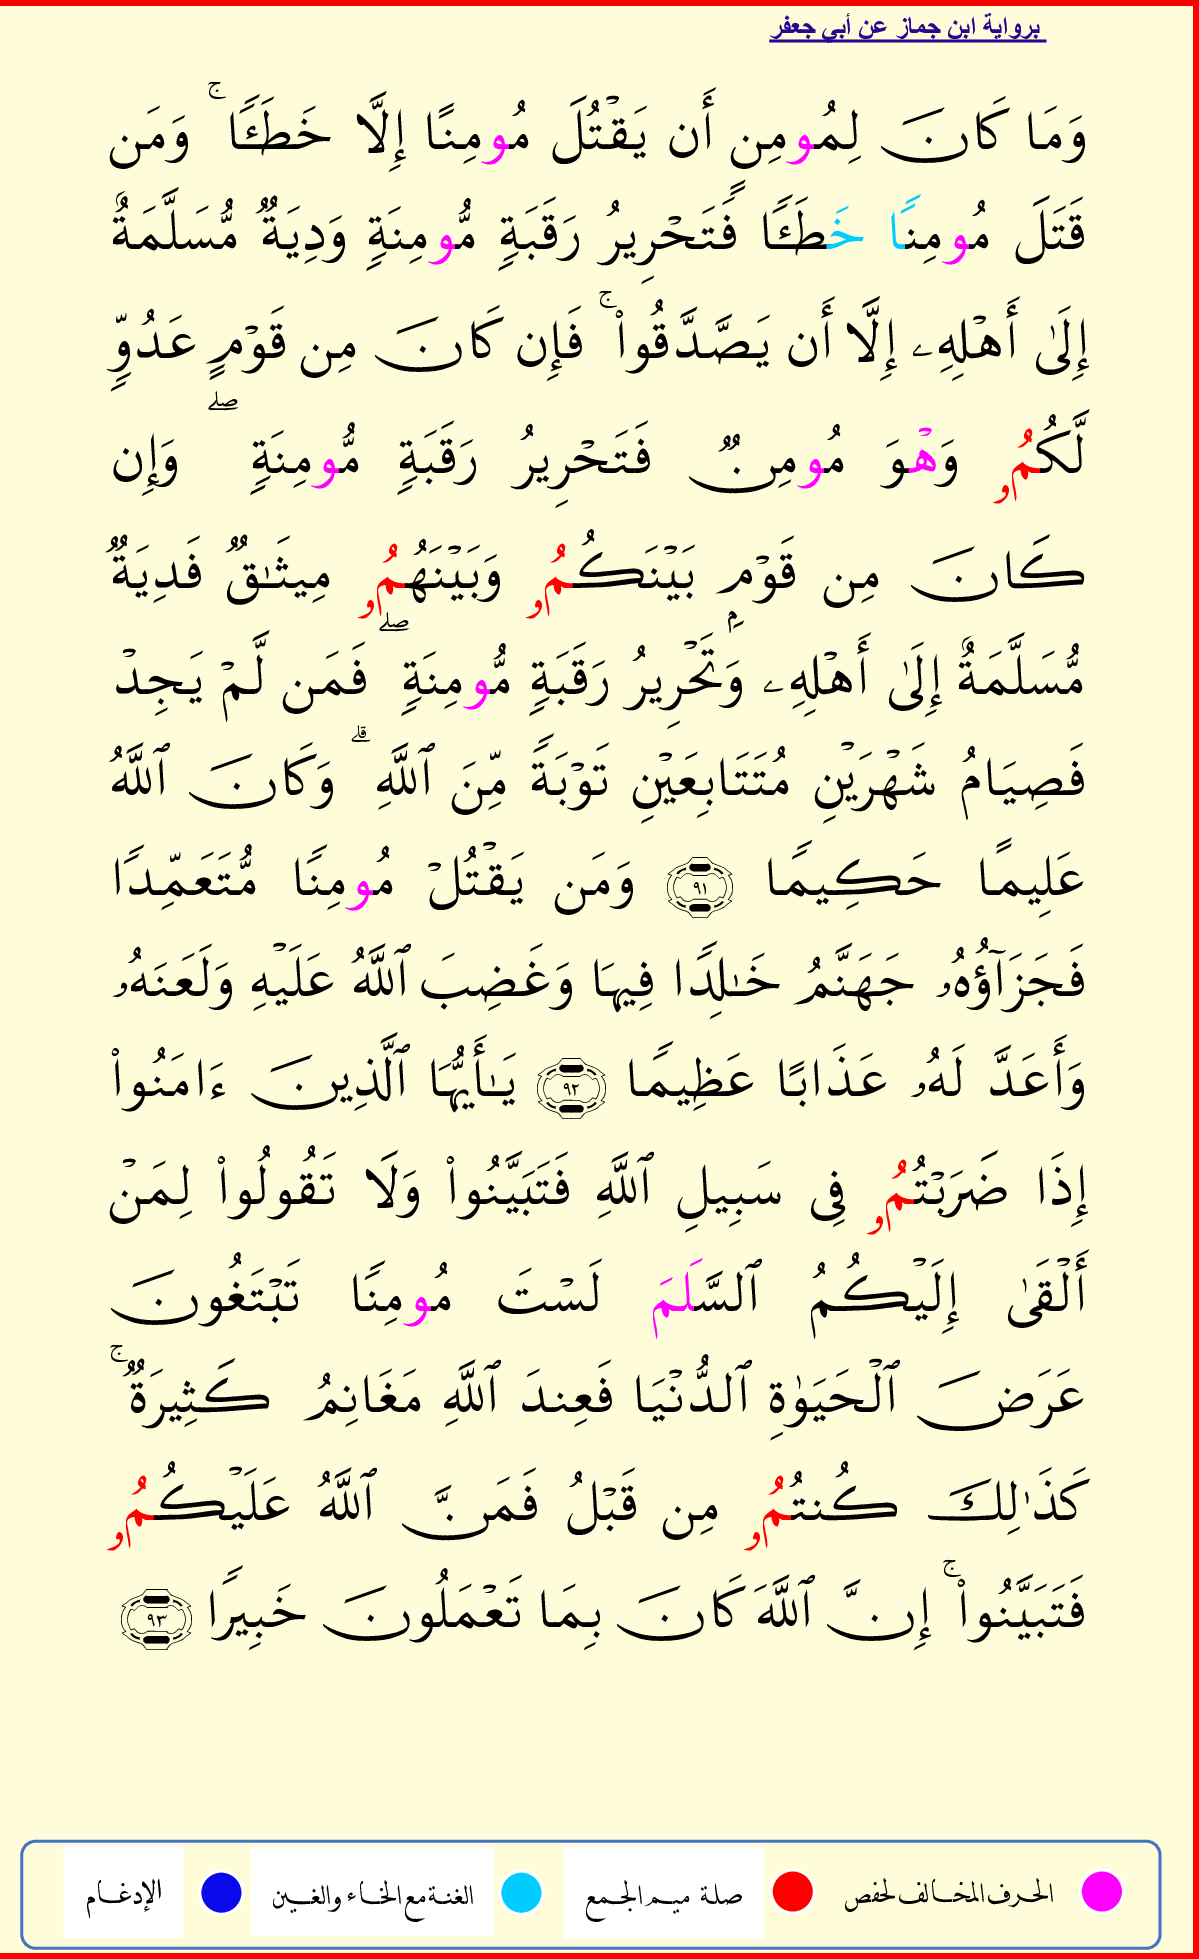 برواية ابن جماز عن أبي جعفر
وَمَا كَانَ لِمُومِنٍ أَن يَقۡتُلَ مُومِنًا إِلَّا خَطَـًٔاۚ وَمَن
قَتَلَ مُومِنًا خَطَـًٔا فَتَحۡرِيرُ رَقَبَةٍ مُّومِنَةٍ وَدِيَةٌ مُّسَلَّمَةٌ
إِلَىٰ أَهۡلِهِۦ إِلَّا أَن يَصَّدَّقُواْۚ فَإِن كَانَ مِن قَوۡمٍ عَدُوٍّ
لَّكُمُۥ وَهۡوَ مُومِنٌ فَتَحۡرِيرُ رَقَبَةٍ مُّومِنَةٍۖ وَإِن
كَانَ مِن قَوۡمِۭ بَيۡنَكُمُۥ وَبَيۡنَهُمُۥ مِيثَٰقٌ فَدِيَةٌ
مُّسَلَّمَةٌ إِلَىٰ أَهۡلِهِۦ وَتَحۡرِيرُ رَقَبَةٍ مُّومِنَةٍۖ فَمَن لَّمۡ يَجِدۡ
فَصِيَامُ شَهۡرَيۡنِ مُتَتَابِعَيۡنِ تَوۡبَةً مِّنَ ٱللَّهِۗ وَكَانَ ٱللَّهُ
عَلِيمًا حَكِيمًا ٩١ وَمَن يَقۡتُلۡ مُومِنًا مُّتَعَمِّدًا
فَجَزَآؤُهُۥ جَهَنَّمُ خَٰلِدًا فِيهَا وَغَضِبَ ٱللَّهُ عَلَيۡهِ وَلَعَنَهُۥ
وَأَعَدَّ لَهُۥ عَذَابًا عَظِيمًا ٩٢ يَٰٓأَيُّهَا ٱلَّذِينَ ءَامَنُواْ
إِذَا ضَرَبۡتُمُۥ فِي سَبِيلِ ٱللَّهِ فَتَبَيَّنُواْ وَلَا تَقُولُواْ لِمَنۡ
أَلۡقَىٰ إِلَيۡكُمُ ٱلسَّلَمَ لَسۡتَ مُومِنًا تَبۡتَغُونَ
عَرَضَ ٱلۡحَيَوٰةِ ٱلدُّنۡيَا فَعِندَ ٱللَّهِ مَغَانِمُ كَثِيرَةٌۚ
كَذَٰلِكَ كُنتُمُۥ مِن قَبۡلُ فَمَنَّ ٱللَّهُ عَلَيۡكُمُۥ
فَتَبَيَّنُواْۚ إِنَّ ٱللَّهَ كَانَ بِمَا تَعۡمَلُونَ خَبِيرًا ٩٣
الحرف المخالف لحفص صلة ميم الجمع الغنة مع الخاء والغين الإدغام